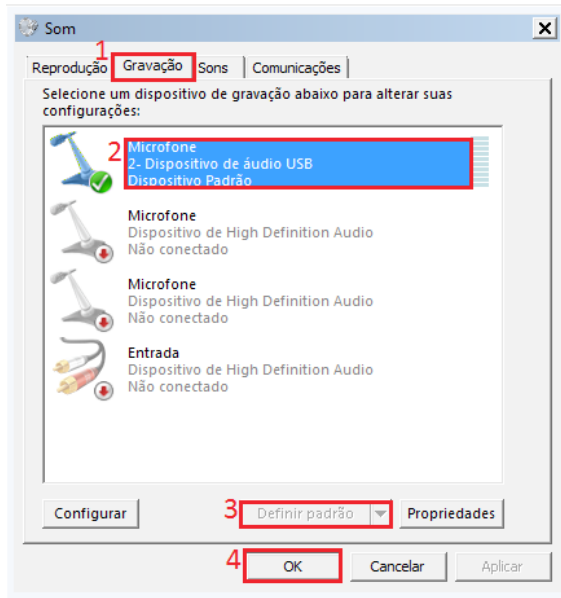 Som
1
Reprodução Gravação Sons Comunicações
Selecione um dispositivo de gravação abaixo para alterar suas
configurações:
2
Microfone
2- Dispositivo de áudio USB
Dispositivo Padrão
Microfone
Dispositivo de High Definition Audio
Não conectado
Microfone
Dispositivo de High Definition Audio
Não conectado
Entrada
Dispositivo de High Definition Audio
Não conectado
Configurar 3 Definir padrão Propriedades
4 OK Cancelar Aplicar